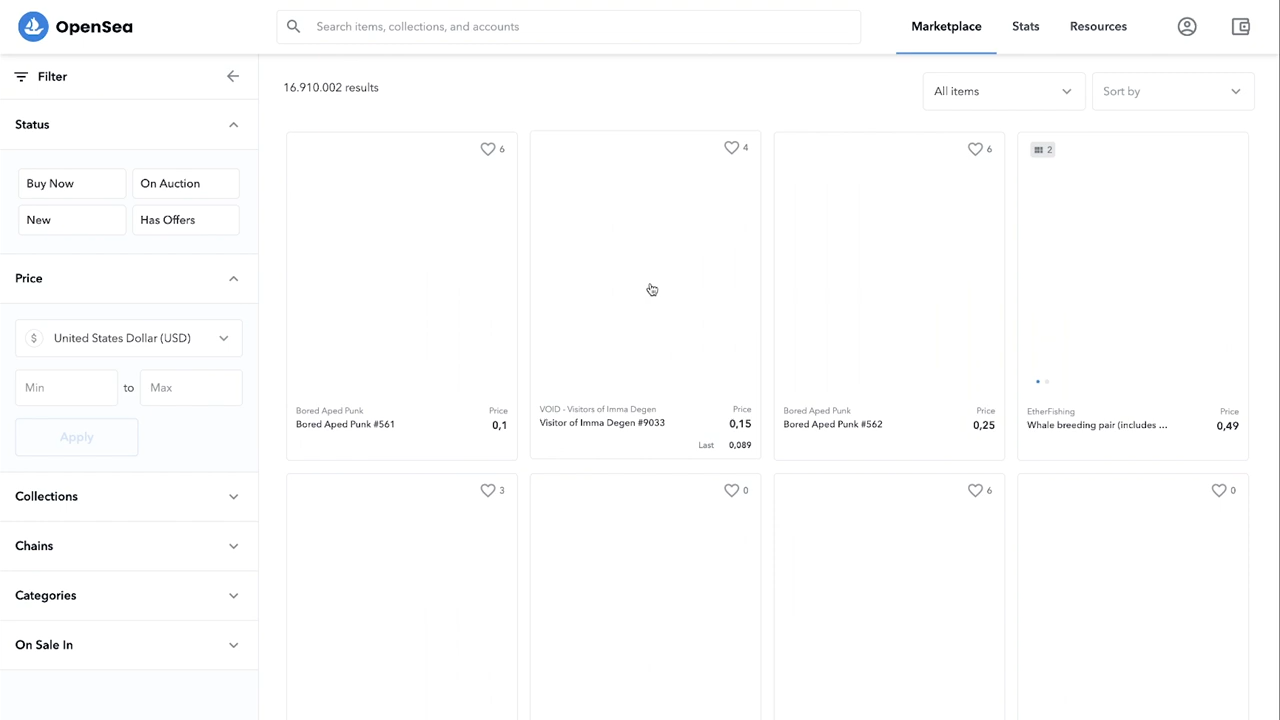 OpenSea
Search items, collections, and accounts
Marketplace
Stats
Resources
Filter
16.910.002 results
All items
Sort by
Status
Buy Now
On Auction
New
Has Offers
Price
$ United States Dollar (USD)
Min
to
Max
Apply
Collections
Chains
Categories
On Sale In
6
Bored Aped Punk
Price
Bored Aped Punk #561
0,1
4
VOID - Visitors of Imma Degen
Price
Visitor of Imma Degen #9033
0,15
Last 0,089
6
Bored Aped Punk
Price
Bored Aped Punk #562
0,25
2
EtherFishing
Price
Whale breeding pair (includes ...
0,49
3
0
6
0